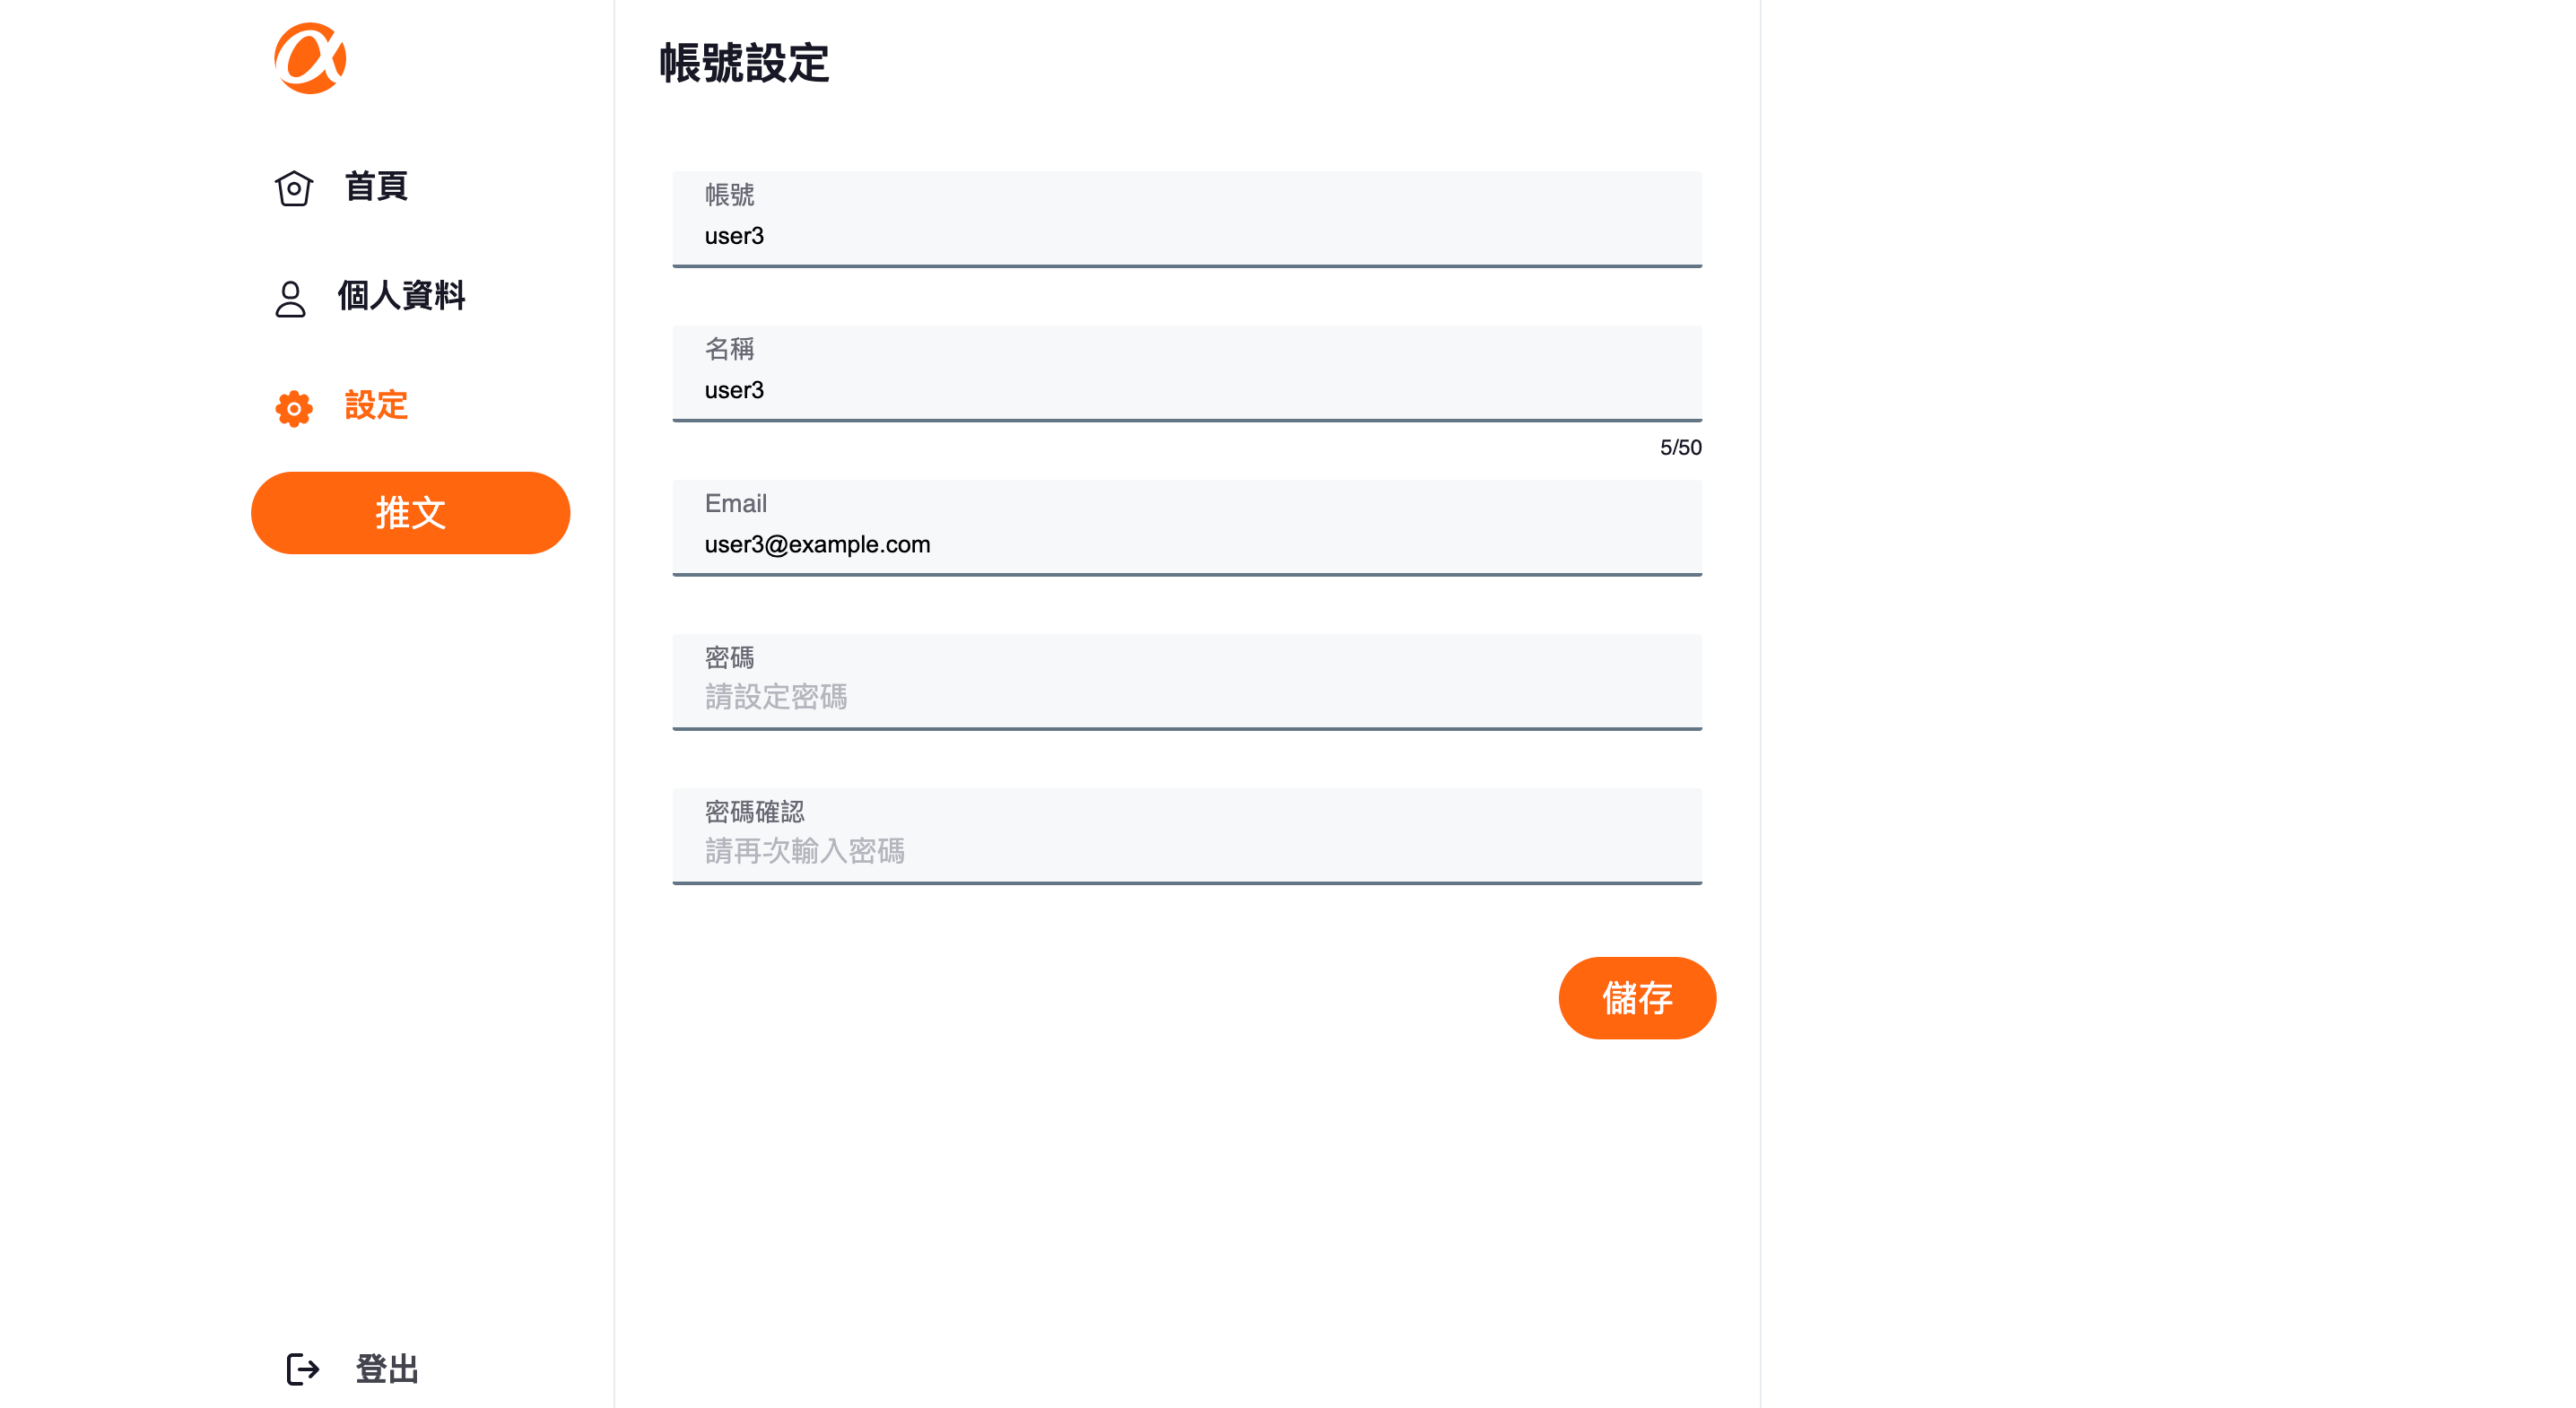 首頁
個人資料
設定
推文
登出
帳號設定
帳號
user3
名稱
user3
5/50
Email
user3@example.com
密碼
請設定密碼
密碼確認
請再次輸入密碼
儲存